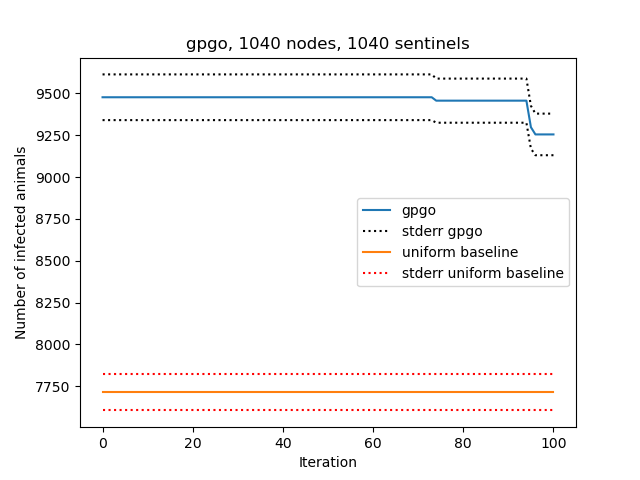 gpgo, 1040 nodes, 1040 sentinels
Number of infected animals
9500
9250
9000
8750
8500
8250
8000
7750
gpgo
stderr gpgo
uniform baseline
stderr uniform baseline
0 20 40 60 80 100
Iteration